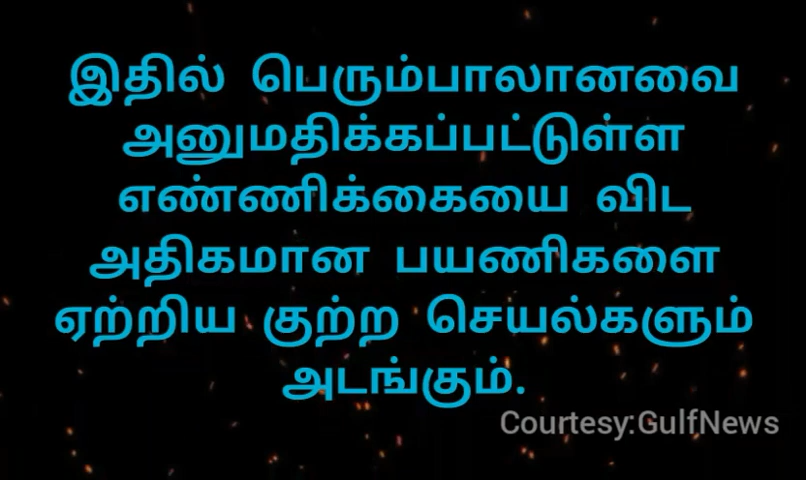 இதில் பெரும்பாலானவை
அனுமதிக்கப்பட்டுள்ள
எண்ணிக்கையை விட
அதிகமான பயணிகளை
ஏற்றிய குற்ற செயல்களும்
அடங்கும்.
Courtesy:GulfNews